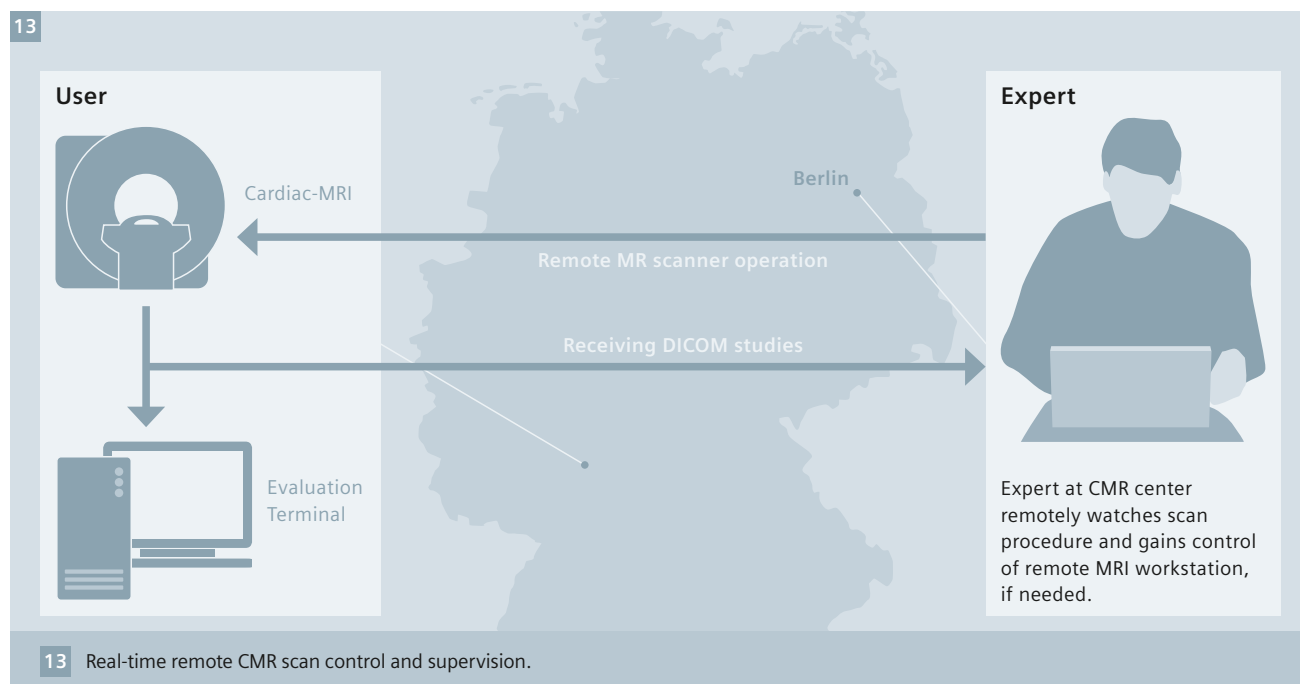 13
User
Cardiac-MRI
Evaluation
Terminal
Berlin
Remote MR scanner operation
Receiving DICOM studies
Expert
Expert at CMR center
remotely watches scan
procedure and gains control
of remote MRI workstation,
if needed.
13 Real-time remote CMR scan control and supervision.